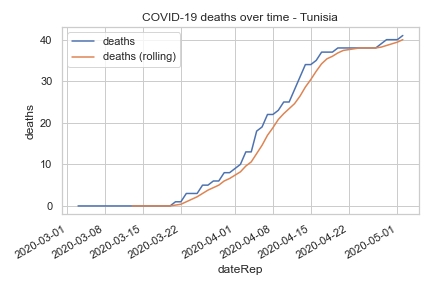 COVID-19 deaths over time - Tunisia
deaths
deaths (rolling)
deaths
40
30
20
10
0
2020-03-01
2020-03-08
2020-03-15
2020-03-22
2020-04-01
2020-04-08
2020-04-15
2020-04-22
2020-05-01
dateRep